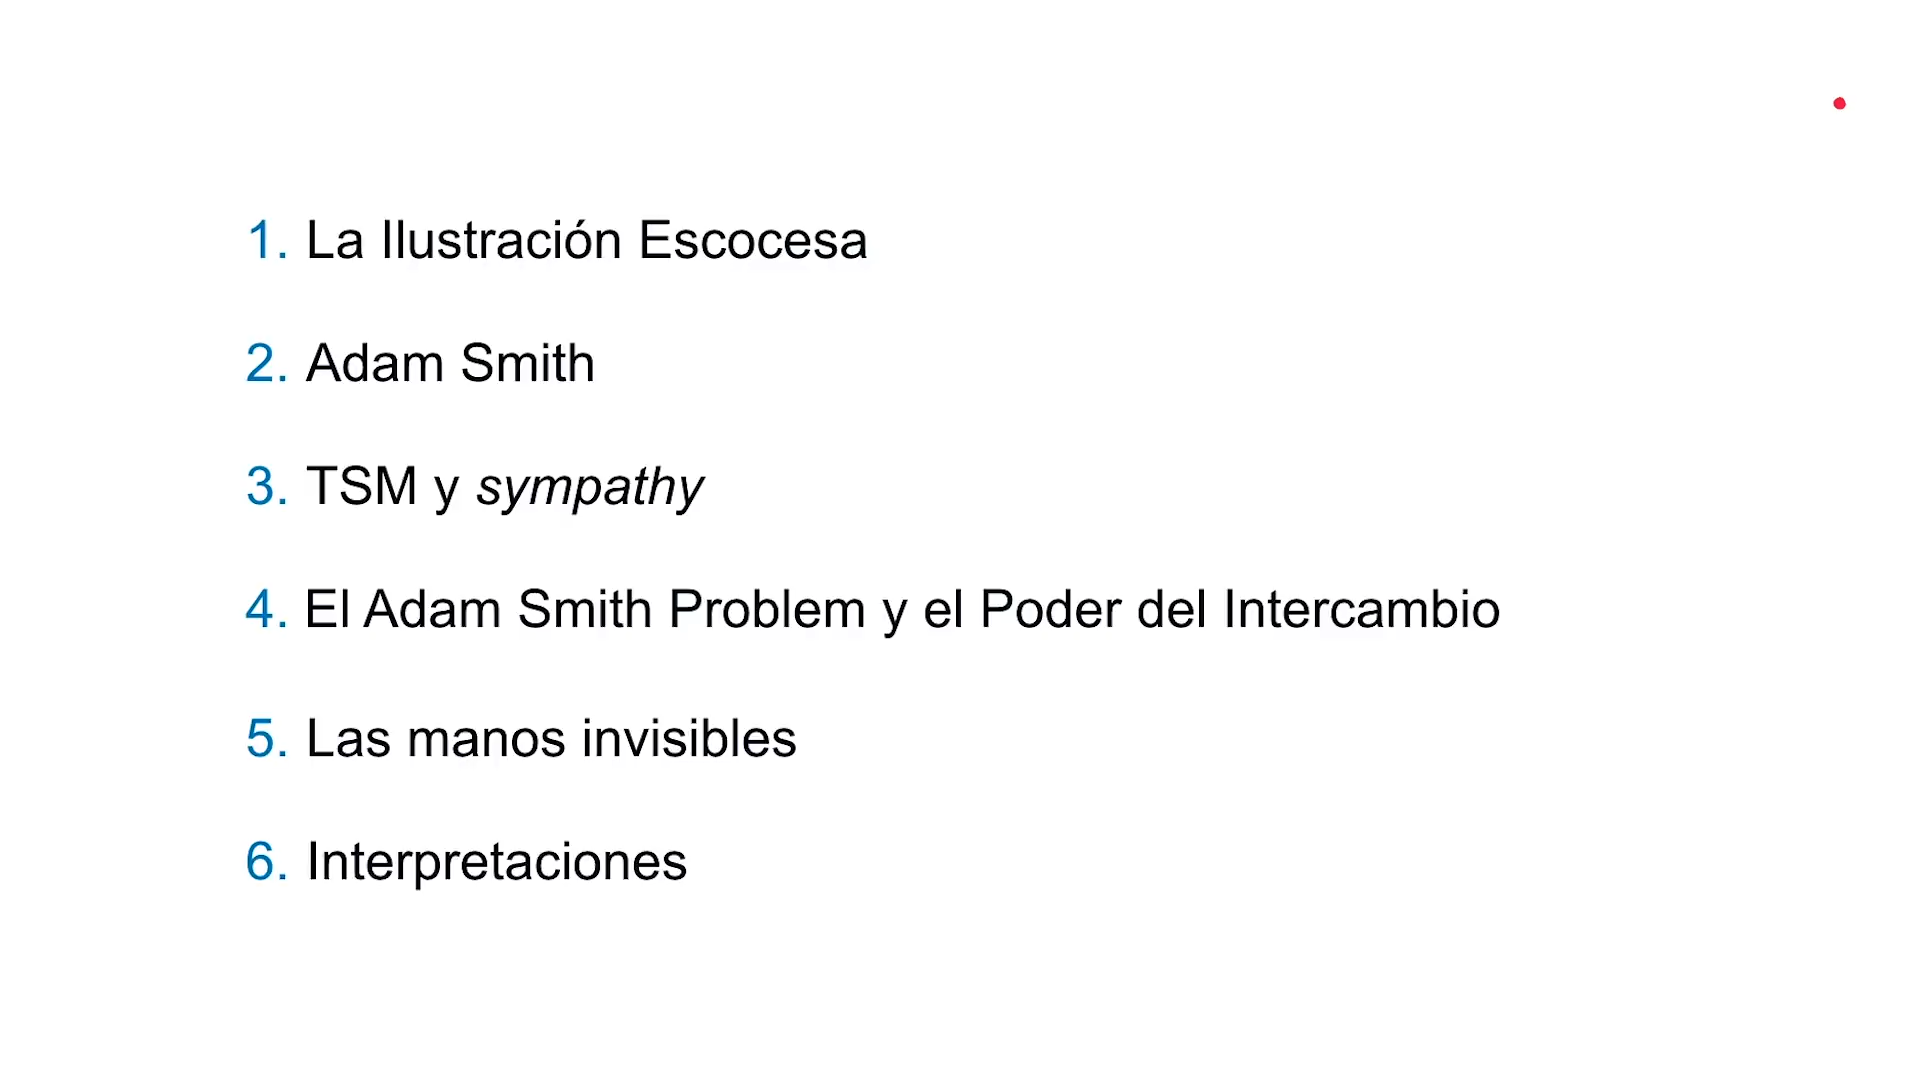 1. La Ilustración Escocesa
2. Adam Smith
3. TSM y sympathy
4. El Adam Smith Problem y el Poder del Intercambio
5. Las manos invisibles
6. Interpretaciones